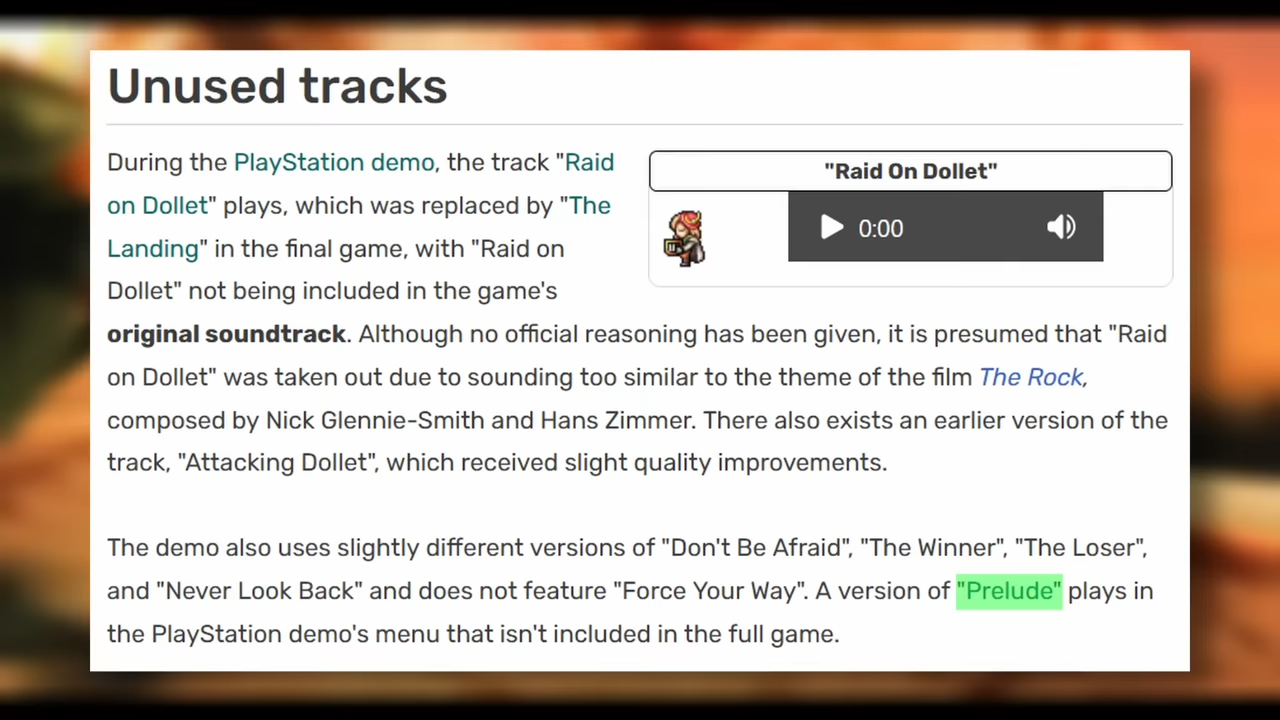 Unused tracks
During the PlayStation demo, the track "Raid
on Dollet" plays, which was replaced by "The
Landing" in the final game, with "Raid on
Dollet" not being included in the game's
"Raid On Dollet"
0:00
original soundtrack. Although no official reasoning has been given, it is presumed that "Raid
on Dollet" was taken out due to sounding too similar to the theme of the film The Rock,
composed by Nick Glennie-Smith and Hans Zimmer. There also exists an earlier version of the
track, "Attacking Dollet", which received slight quality improvements.
The demo also uses slightly different versions of "Don't Be Afraid", "The Winner", "The Loser",
and "Never Look Back" and does not feature "Force Your Way". A version of "Prelude" plays in
the PlayStation demo's menu that isn't included in the full game.